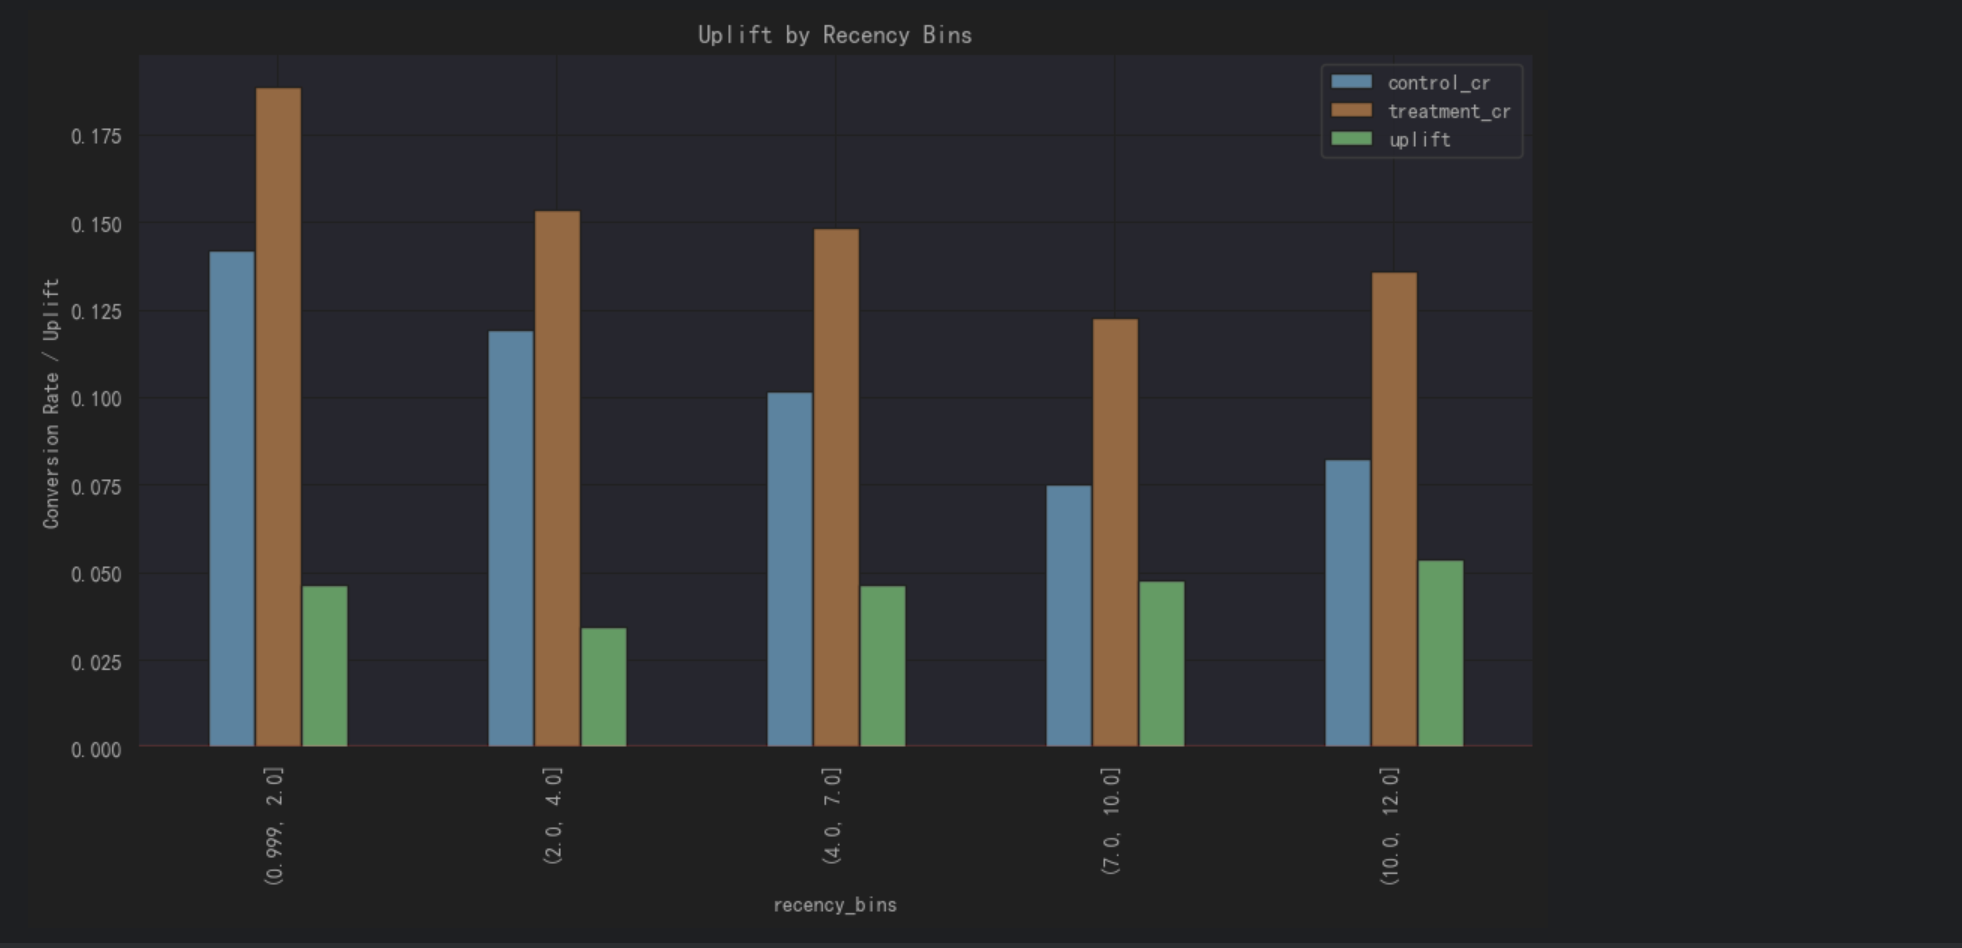 Uplift by Recency Bins
control_cr
treatment_cr
uplift
Conversion Rate / Uplift
0.175
0.150
0.125
0.100
0.075
0.050
0.025
0.000
(0.999, 2.0]
(2.0, 4.0]
(4.0, 7.0]
(7.0, 10.0]
(10.0, 12.0]
recency_bins